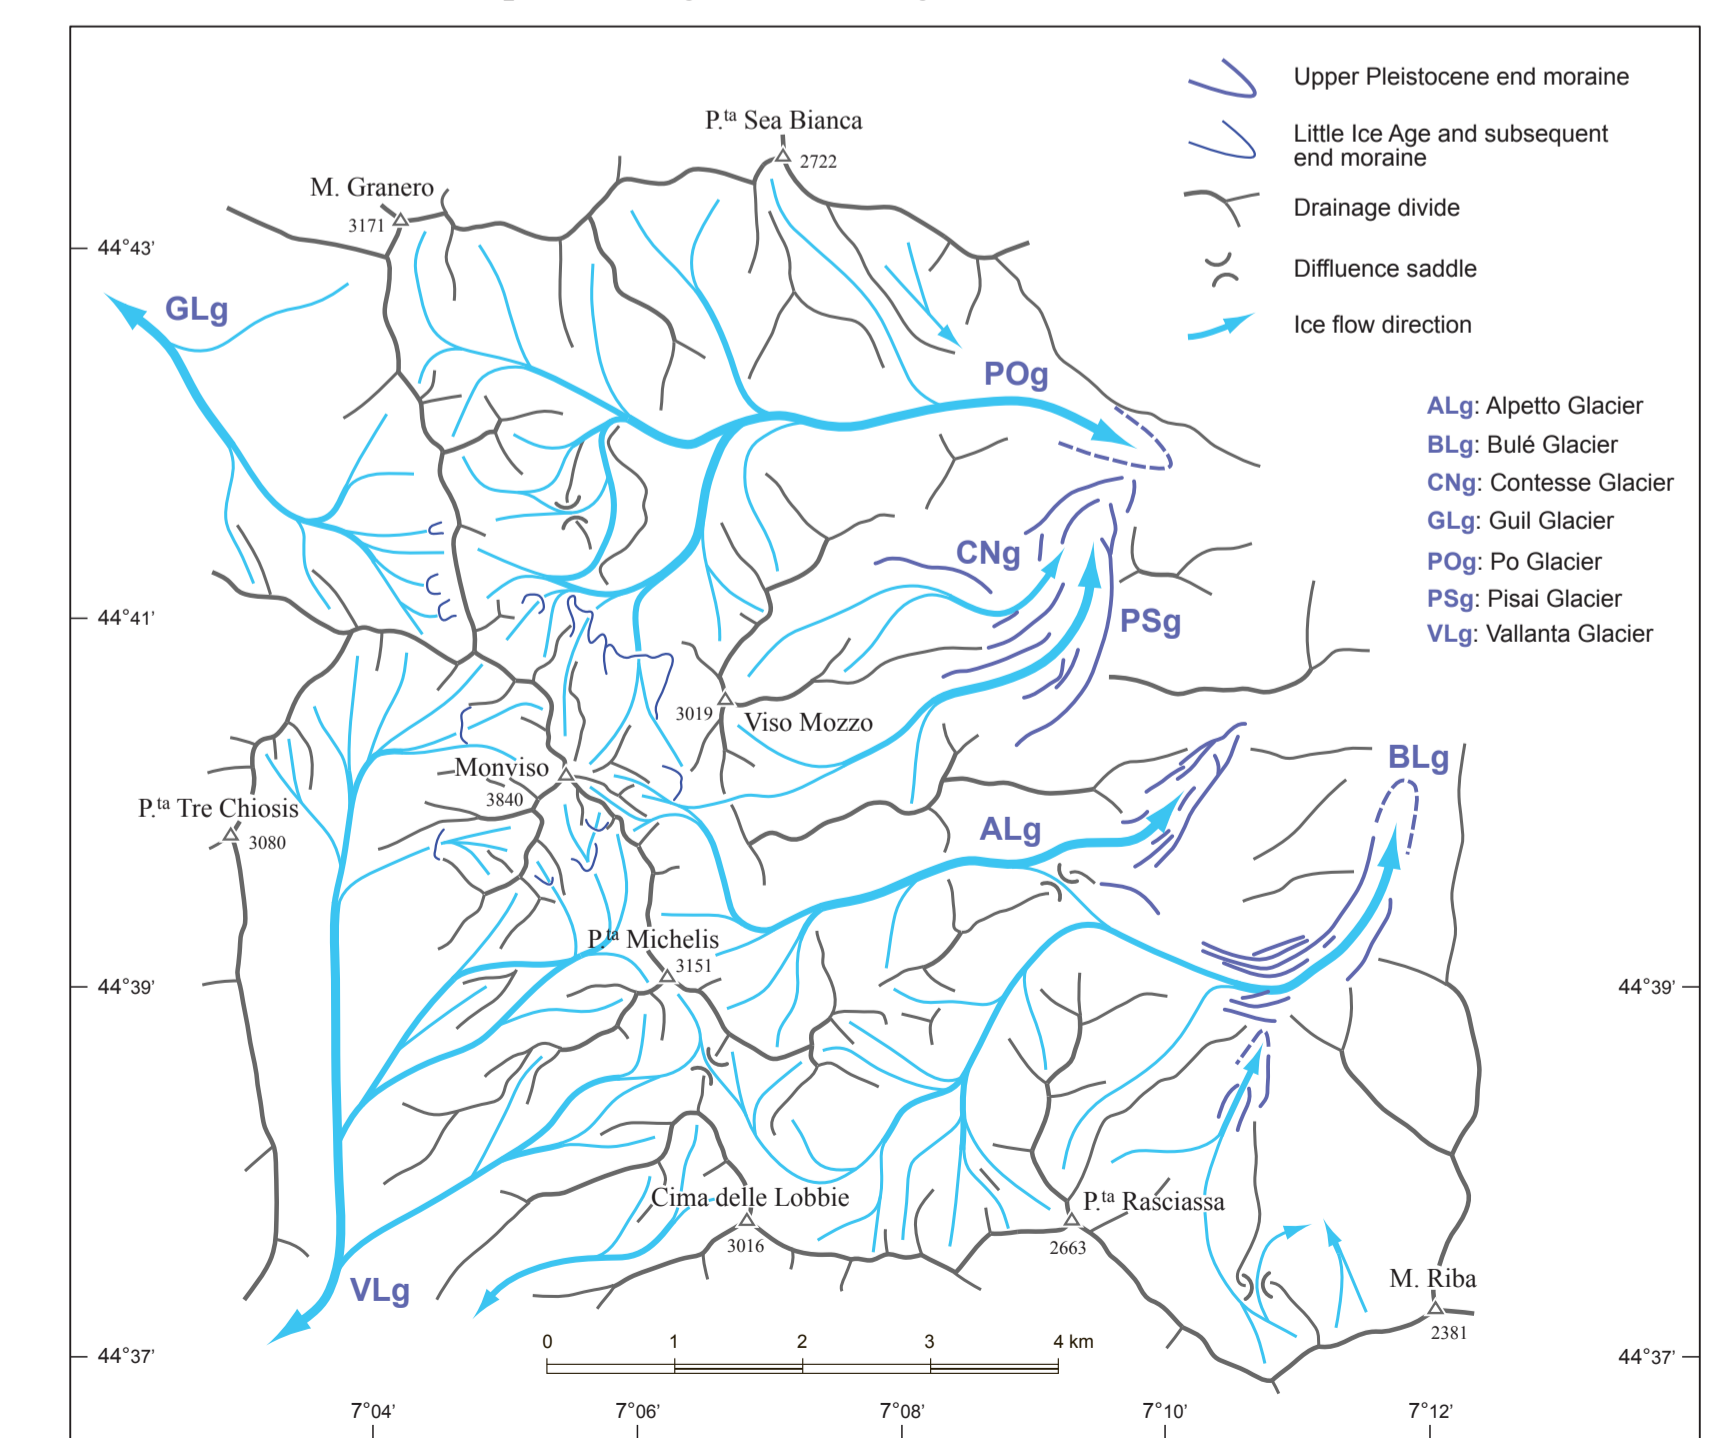 P.ta Sea Bianca
2722
M. Granero
3171
44°43'
GLg
POg
Upper Pleistocene end moraine
Little Ice Age and subsequent
end moraine
Drainage divide
Diffluence saddle
Ice flow direction
ALg: Alpetto Glacier
BLg: Bulé Glacier
CNg: Contesse Glacier
GLg: Guil Glacier
POg: Po Glacier
PSg: Pisai Glacier
VLg: Vallanta Glacier
CNg
44°41'
PSg
3019
Viso Mozzo
Monviso
3840
BLg
P.ta Tre Chiosis
3080
ALg
P.ta Michelis
3151
44°39'
44°39'
Cima delle Lobbie
3016
P.ta Rasciassa
2663
M. Riba
2381
VLg
0 1 2 3 4 km
44°37'
44°37'
7°04' 7°06' 7°08' 7°10' 7°12'